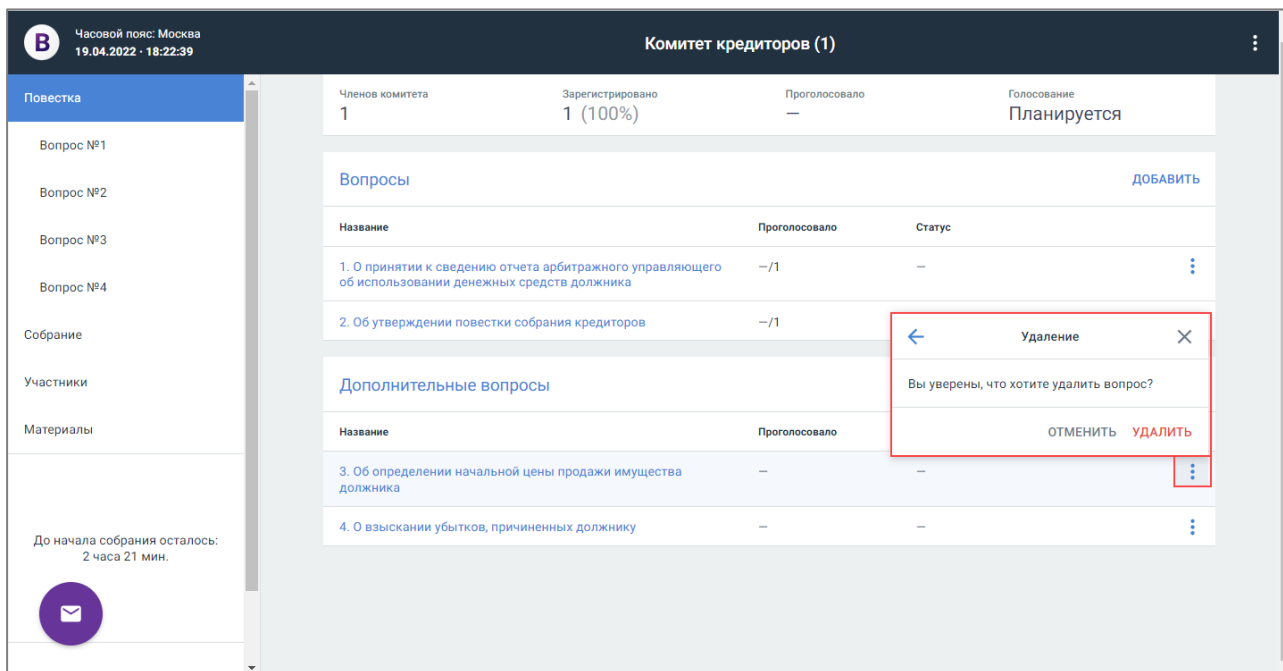 B
Часовой пояс: Москва
19.04.2022 · 18:22:39
Комитет кредиторов (1)
Повестка
Вопрос №1
Вопрос №2
Вопрос №3
Вопрос №4
Собрание
Участники
Материалы
До начала собрания осталось:
2 часа 21 мин.
Членов комитета
Зарегистрировано
Проголосовало
Голосование
1
1 (100%)
—
Планируется
Вопросы
ДОБАВИТЬ
Название
Проголосовало
Статус
1. О принятии к сведению отчета арбитражного управляющего
об использовании денежных средств должника
—/1
—
2. Об утверждении повестки собрания кредиторов
—/1
Дополнительные вопросы
Название
Проголосовало
3. Об определении начальной цены продажи имущества
должника
—
—
4. О взыскании убытков, причиненных должнику
—
—
Удаление
Вы уверены, что хотите удалить вопрос?
ОТМЕНИТЬ УДАЛИТЬ